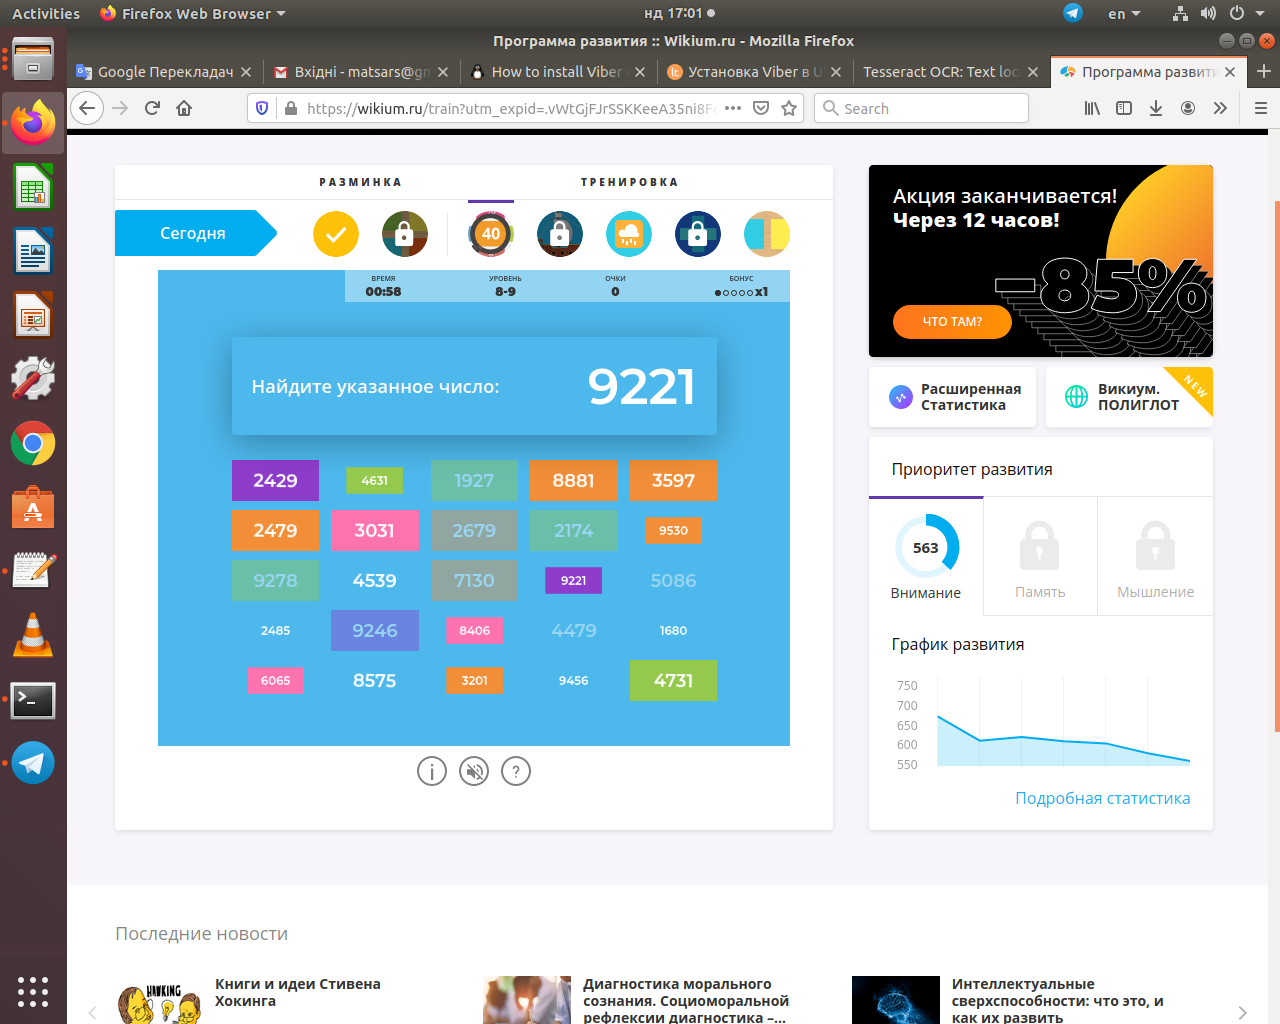 Activities
Firefox Web Browser
нд 17:01
en
Программа развития :: Wikium.ru - Mozilla Firefox
Google Перекладач
Вхідні - matsars@gm
How to install Viber
Установка Viber в U
Tesseract OCR: Text loc
Программа развити
https://wikium.ru/train?utm_expid=.vWtGjFJrSSKKeeA35ni8F
Search
РАЗМИНКА
ТРЕНИРОВКА
Сегодня
40
ВРЕМЯ
00:58
УРОВЕНЬ
8-9
ОЧКИ
0
БОНУС
x1
Найдите указанное число:
9221
2429 4631 1927 8881 3597
2479 3031 2679 2174 9530
9278 4539 7130 9221 5086
2485 9246 8406 4479 1680
6065 8575 3201 9456 4731
i
?
Акция заканчивается!
Через 12 часов!
-85%
ЧТО ТАМ?
Расширенная
Статистика
Викиум.
ПОЛИГЛОТ
NEW
Приоритет развития
563
Внимание
Память
Мышление
График развития
750
700
650
600
550
Подробная статистика
Последние новости
HAWKING
Книги и идеи Стивена
Хокинга
Диагностика морального
сознания. Социоморальной
рефлексии диагностика –...
Интеллектуальные
сверхспособности: что это, и
как их развить